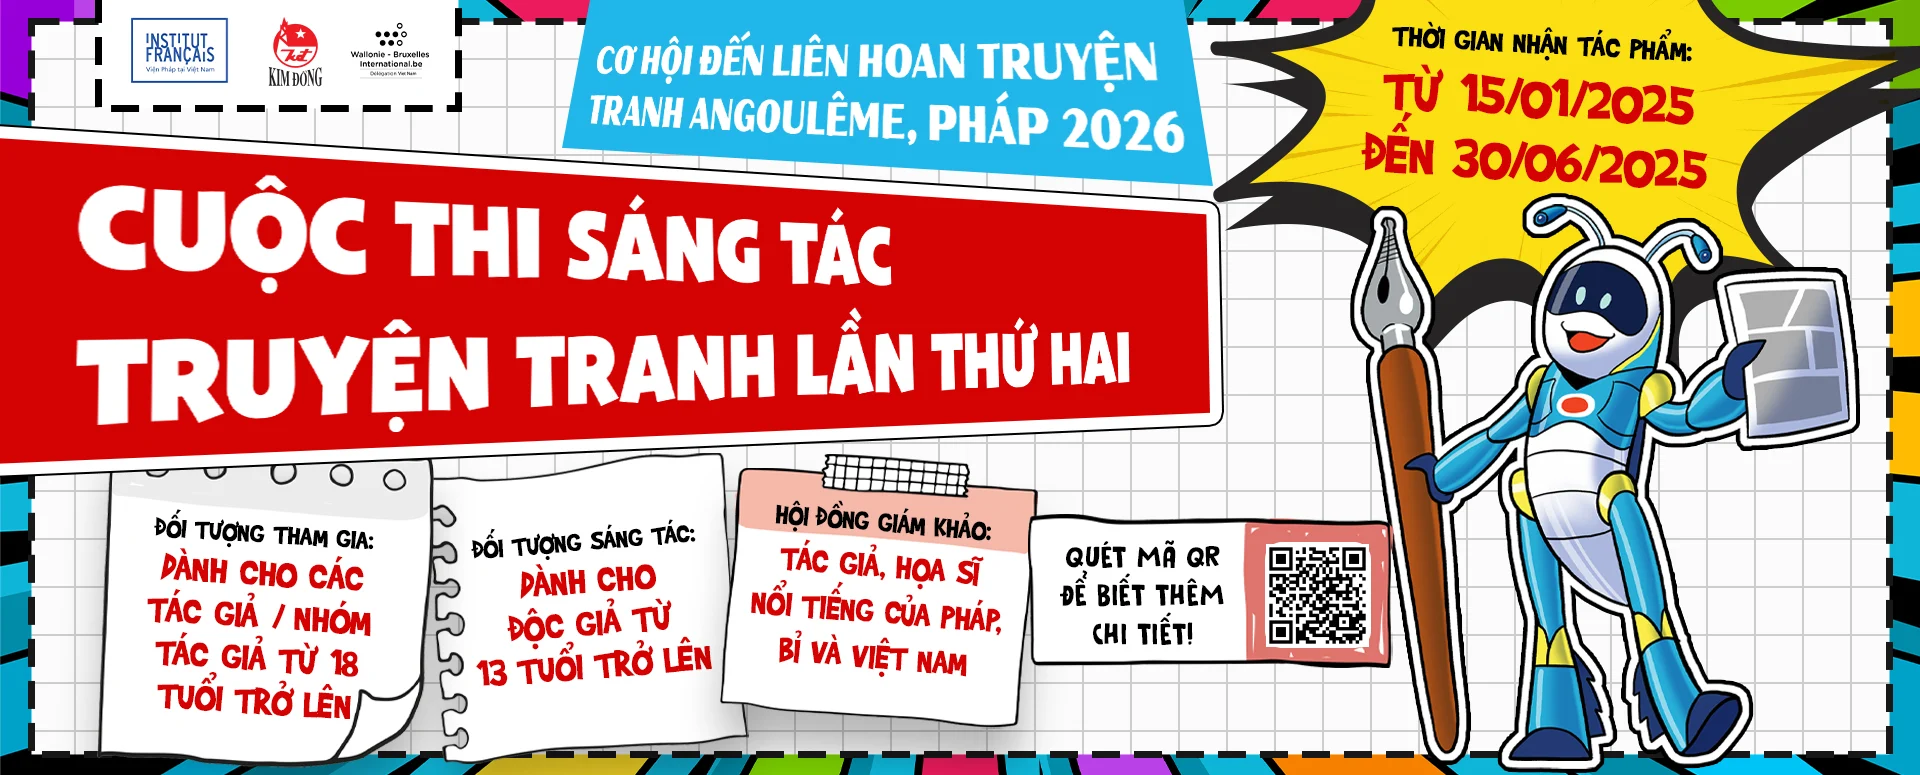 INSTITUT
FRANÇAIS
Viện Pháp tại Việt Nam
KIM ĐỒNG
Wallonie - Bruxelles
International.be
Délégation Vietnam
CƠ HỘI ĐẾN LIÊN HOAN TRUYỆN
TRANH ANGOULÊME, PHÁP 2026
THỜI GIAN NHẬN TÁC PHẨM:
TỪ 15/01/2025
ĐẾN 30/06/2025
CUỘC THI SÁNG TÁC
TRUYỆN TRANH LẦN THỨ HAI
ĐỐI TƯỢNG THAM GIA:
DÀNH CHO CÁC
TÁC GIẢ / NHÓM
TÁC GIẢ TỪ 18
TUỔI TRỞ LÊN
ĐỐI TƯỢNG SÁNG TÁC:
DÀNH CHO
ĐỘC GIẢ TỪ
13 TUỔI TRỞ LÊN
HỘI ĐỒNG GIÁM KHẢO:
TÁC GIẢ, HỌA SĨ
NỔI TIẾNG CỦA PHÁP,
BỈ VÀ VIỆT NAM
QUÉT MÃ QR
ĐỂ BIẾT THÊM
CHI TIẾT!